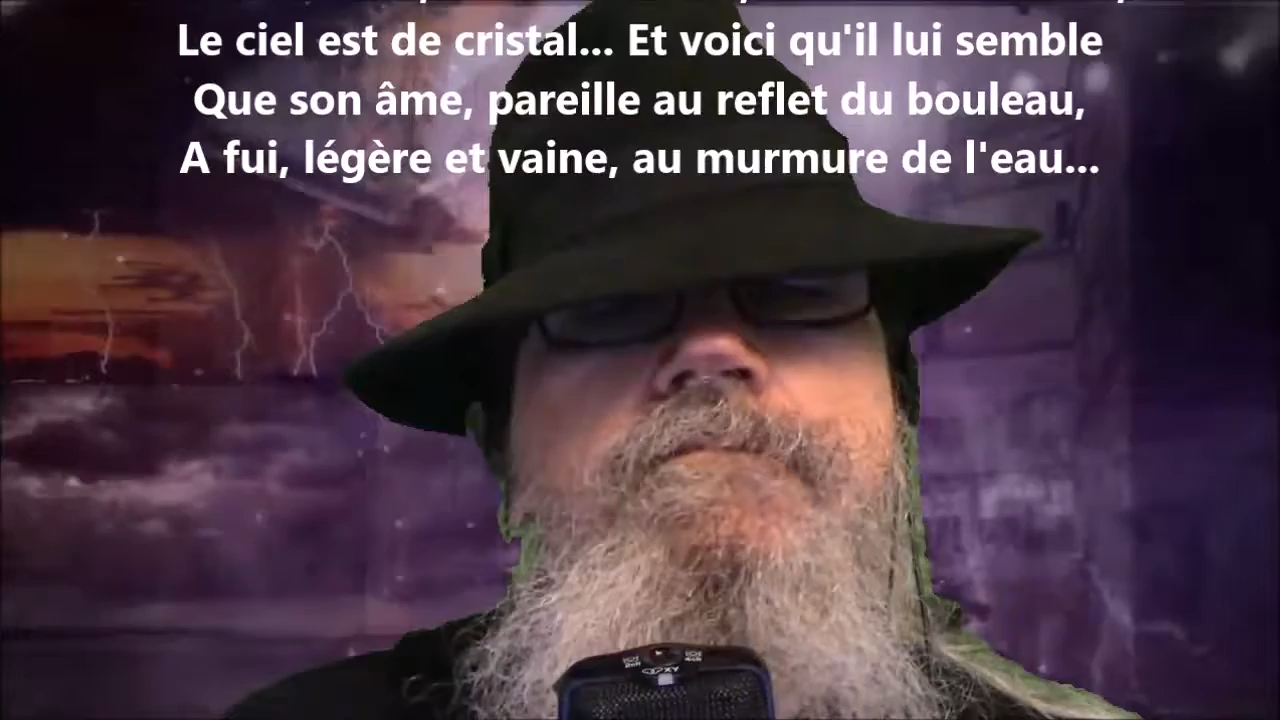 Le ciel est de cristal... Et voici qu'il lui semble
Que son âme, pareille au reflet du bouleau,
A fui, légère et vaine, au murmure de l'eau...
XY